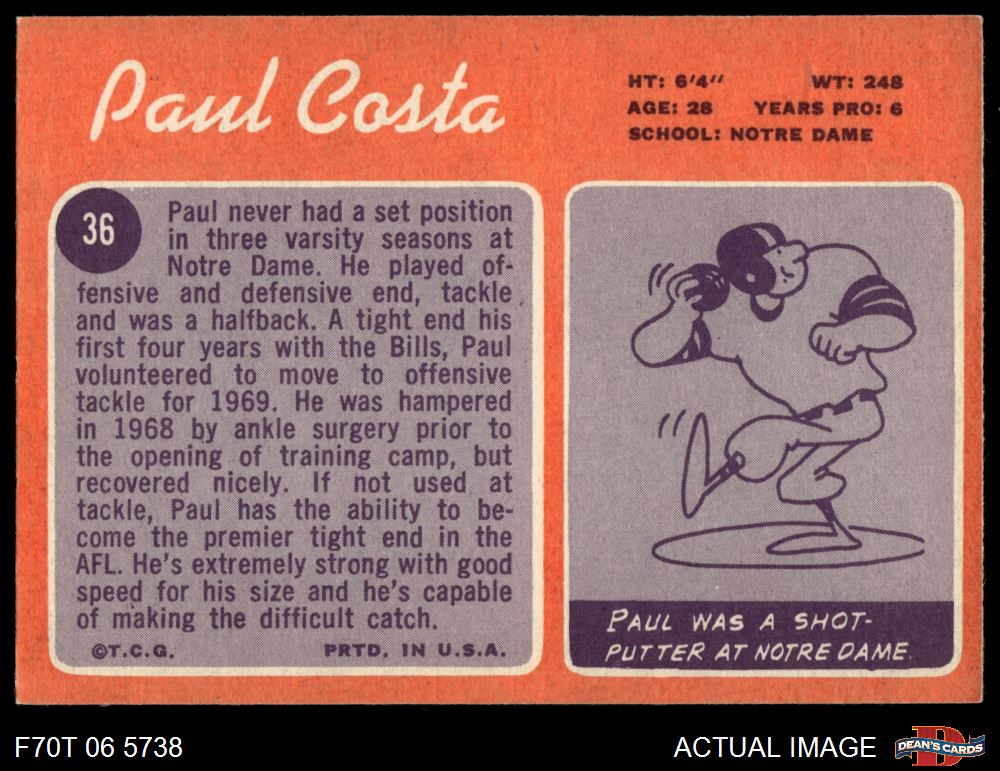 Paul Costa
HT: 6'4" WT: 248
AGE: 28 YEARS PRO: 6
SCHOOL: NOTRE DAME
36
Paul never had a set position
in three varsity seasons at
Notre Dame. He played of-
fensive and defensive end, tackle
and was a halfback. A tight end his
first four years with the Bills, Paul
volunteered to move to offensive
tackle for 1969. He was hampered
in 1968 by ankle surgery prior to
the opening of training camp, but
recovered nicely. If not used at
tackle, Paul has the ability to be-
come the premier tight end in the
AFL. He's extremely strong with good
speed for his size and he's capable
of making the difficult catch.
©T.C.G. PRTD. IN U.S.A.
PAUL WAS A SHOT-
PUTTER AT NOTRE DAME.
F70T 06 5738
ACTUAL IMAGE
D
DEAN'S CARDS